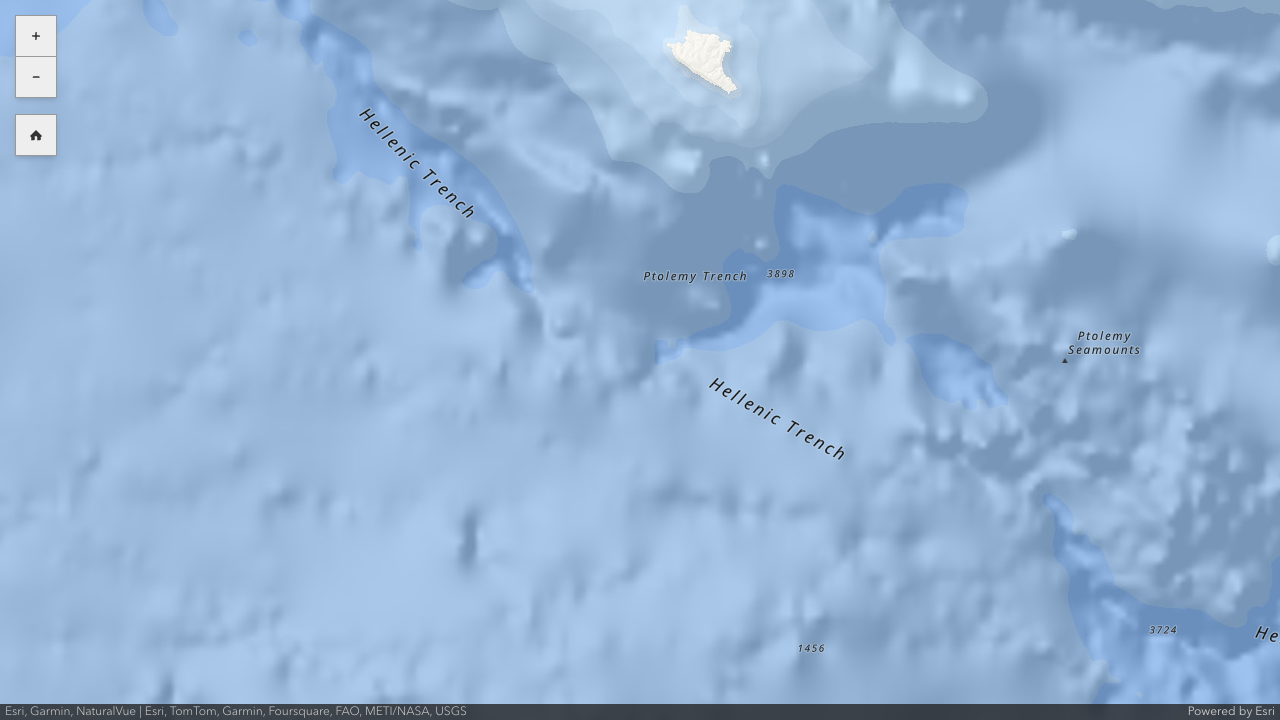 +
−
Hellenic Trench
Ptolemy Trench
3898
Ptolemy
Seamounts
Hellenic Trench
3724
He
1456
Esri, Garmin, NaturalVue | Esri, TomTom, Garmin, Foursquare, FAO, METI/NASA, USGS
Powered by Esri